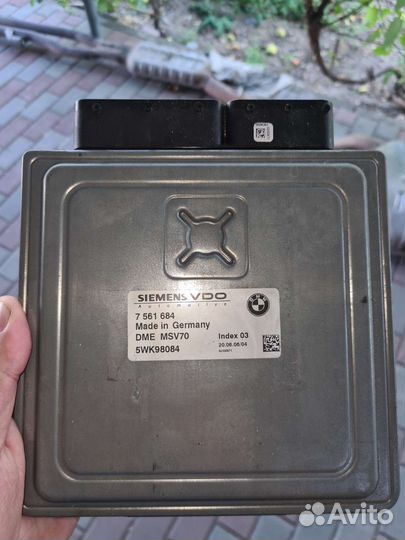 SIEMENS VDO
Automotive
7 561 684
Made in Germany
DME MSV70 Index 03
5WK98084 20.06.06/04
Avito